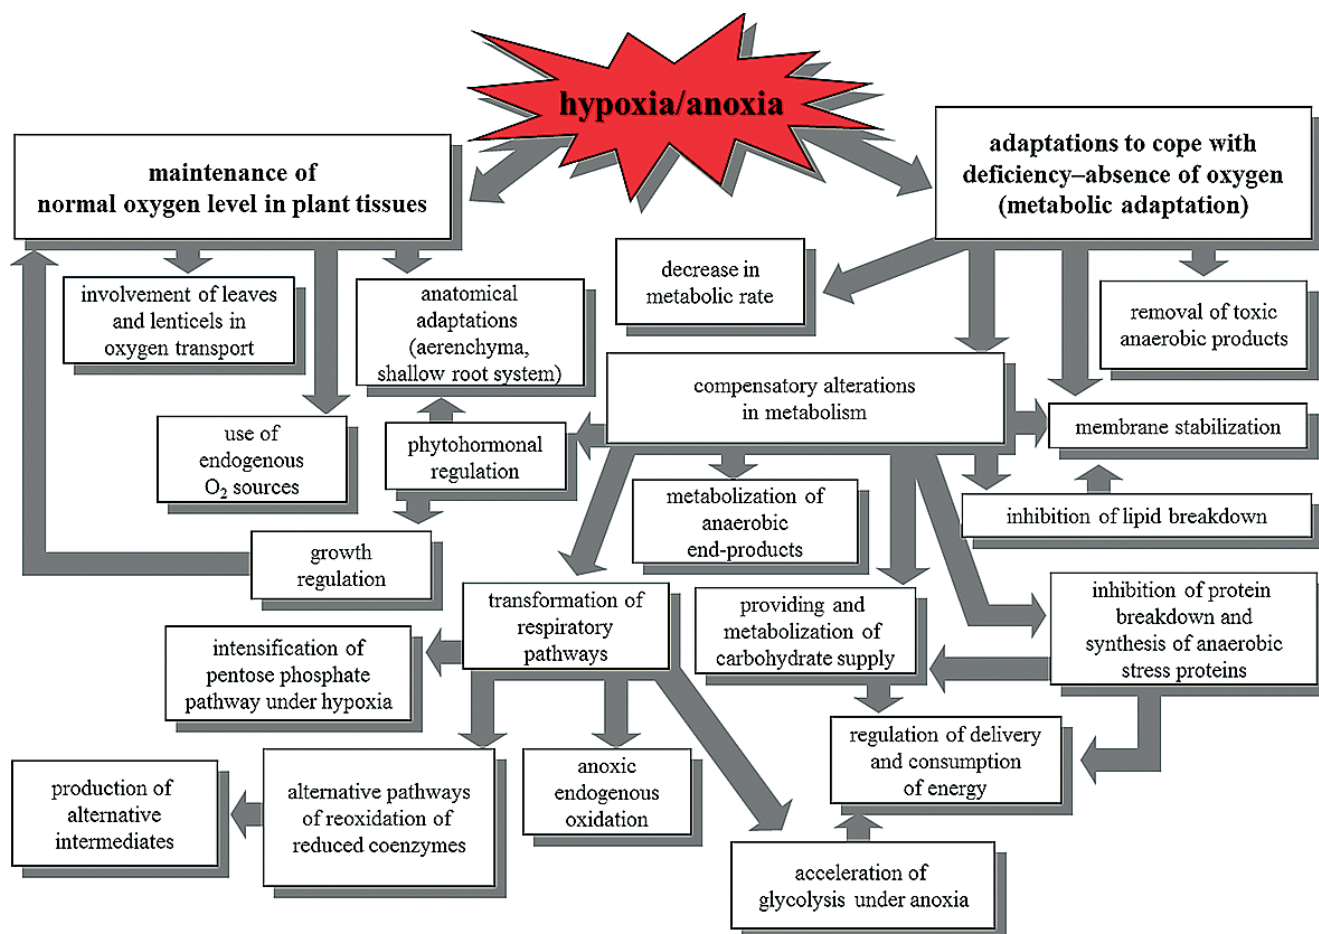 hypoxia/anoxia
maintenance of
normal oxygen level in plant tissues
adaptations to cope with
deficiency–absence of oxygen
(metabolic adaptation)
involvement of leaves
and lenticels in
oxygen transport
anatomical
adaptations
(aerenchyma,
shallow root system)
decrease in
metabolic rate
removal of toxic
anaerobic products
compensatory alterations
in metabolism
use of
endogenous
O₂ sources
phytohormonal
regulation
membrane stabilization
metabolization of
anaerobic
end-products
inhibition of lipid breakdown
growth
regulation
transformation of
respiratory
pathways
providing and
metabolization of
carbohydrate supply
inhibition of protein
breakdown and
synthesis of anaerobic
stress proteins
intensification of
pentose phosphate
pathway under hypoxia
regulation of delivery
and consumption
of energy
production of
alternative
intermediates
alternative pathways
of reoxidation of
reduced coenzymes
anoxic
endogenous
oxidation
acceleration of
glycolysis under anoxia